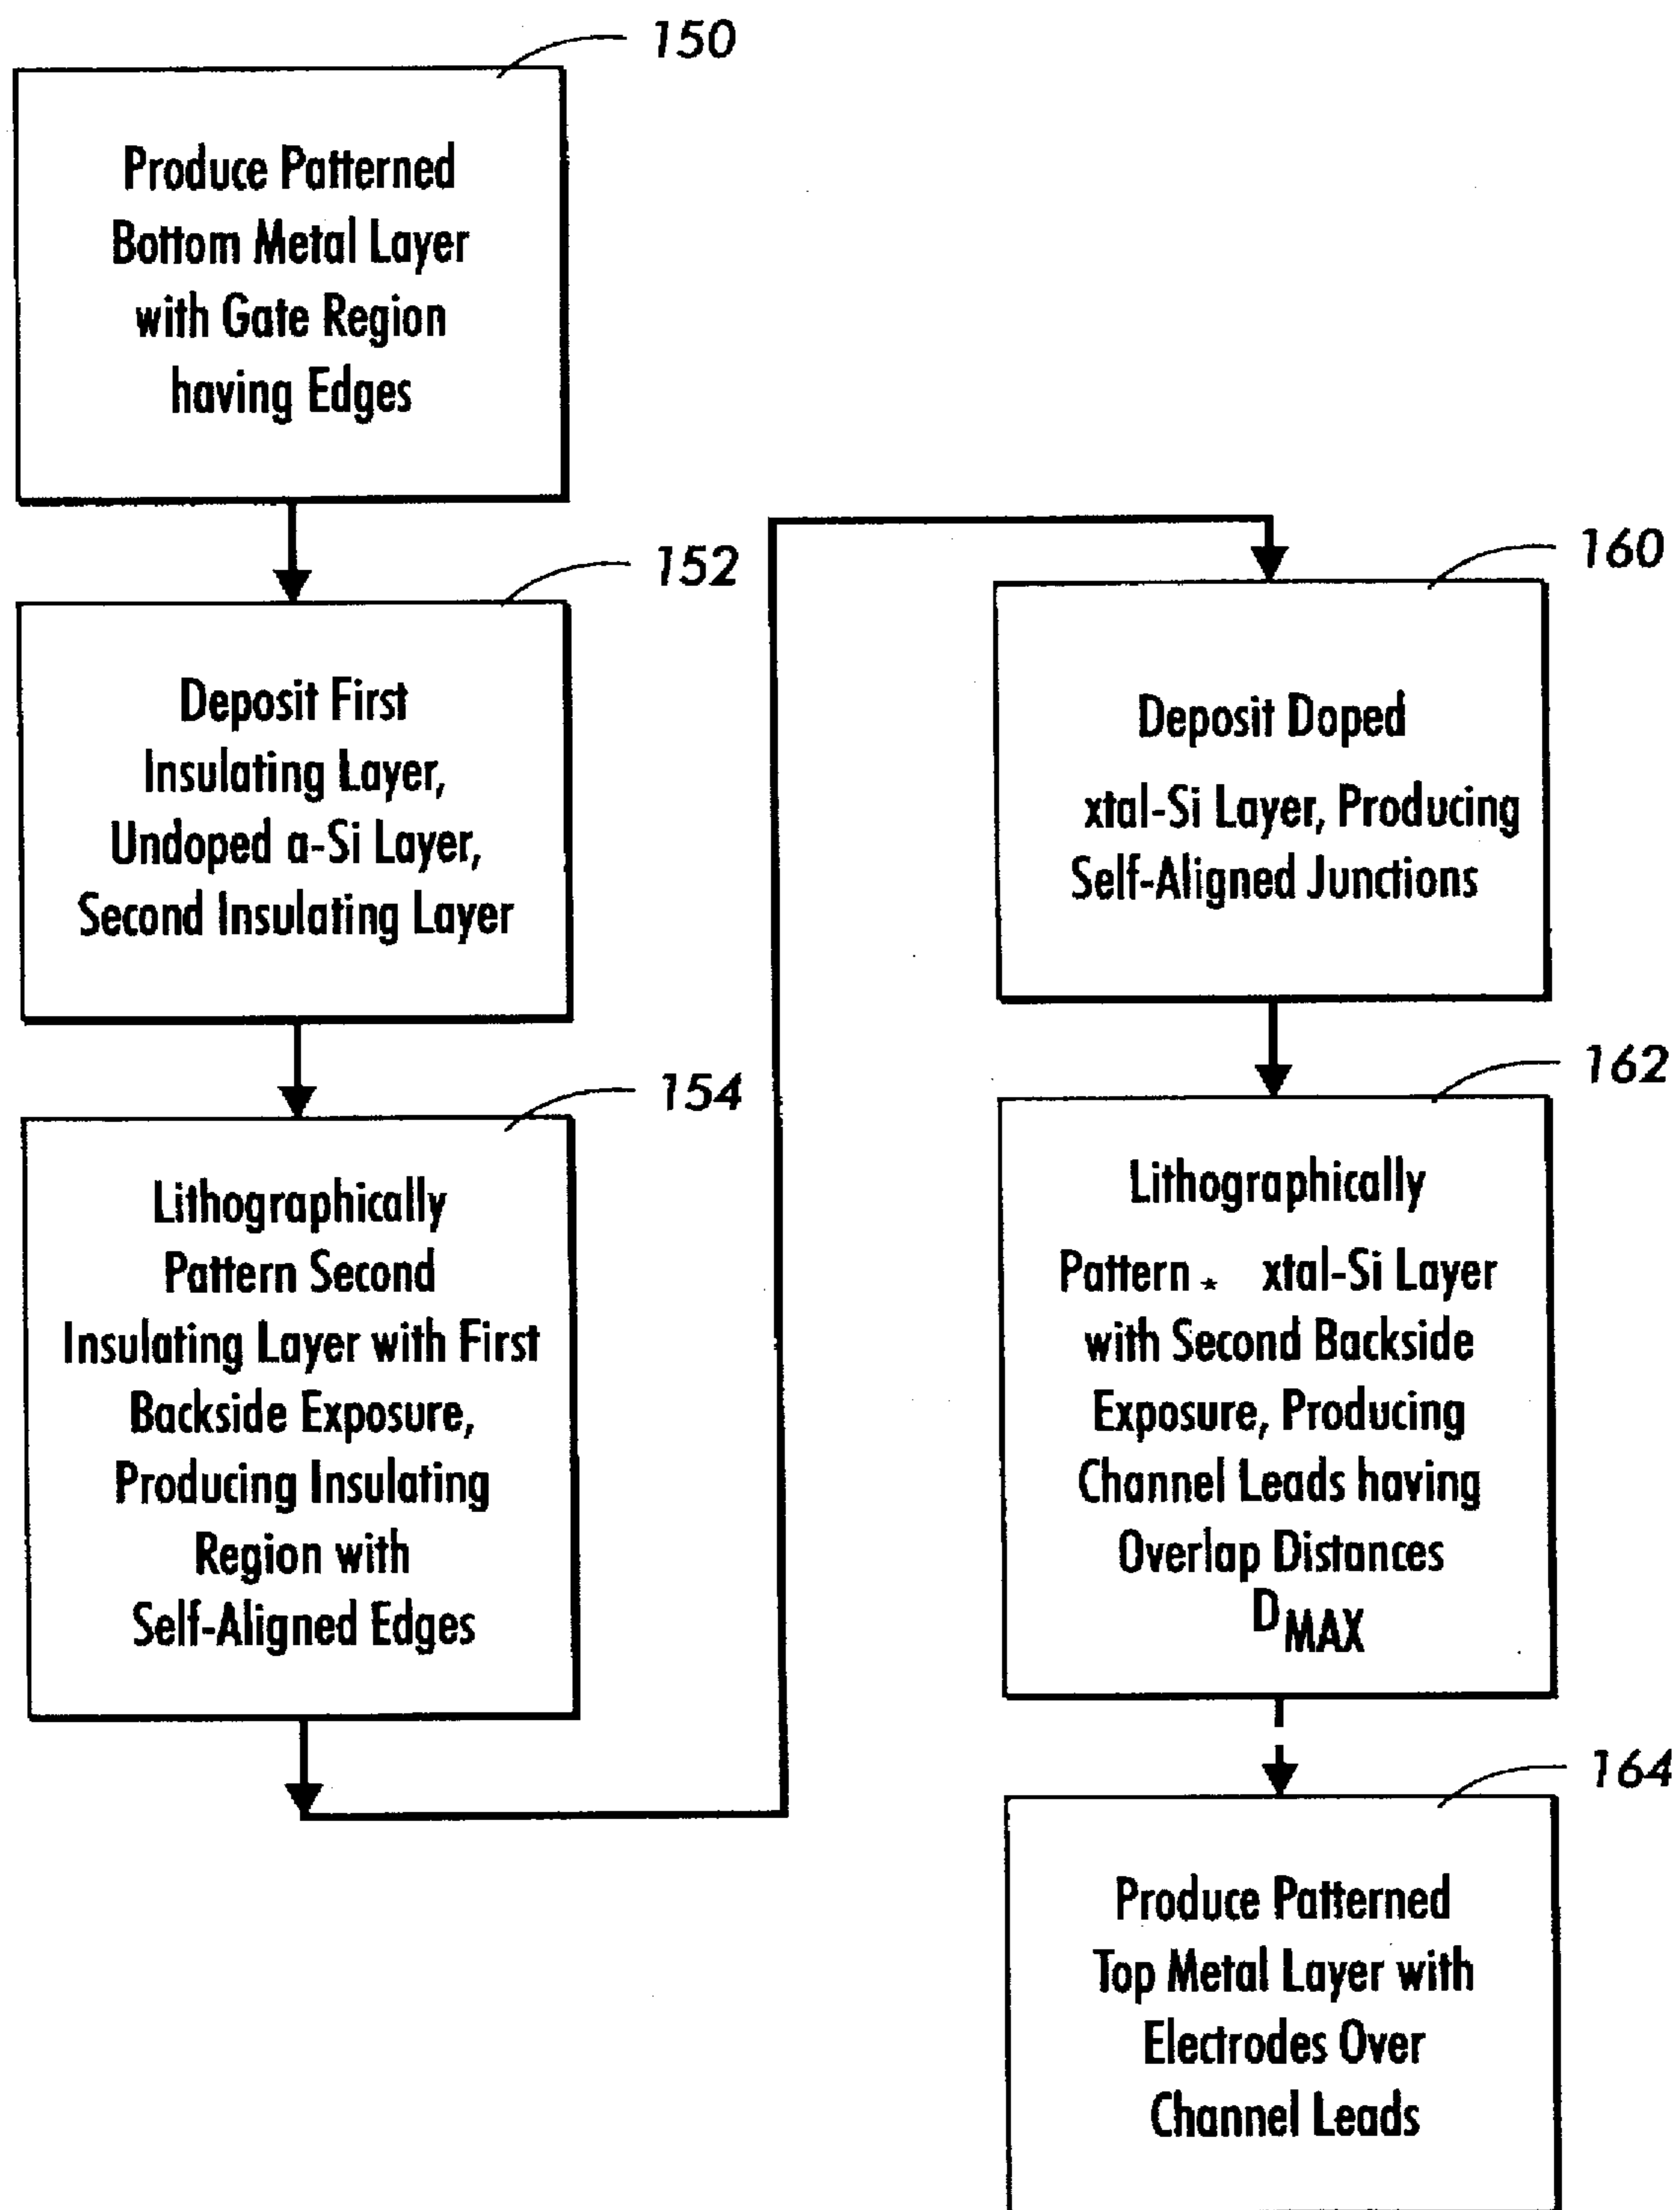 150
Produce Patterned
Bottom Metal Layer
with Gate Region
having Edges
152
Deposit First
Insulating Layer,
Undoped a-Si Layer,
Second Insulating Layer
154
Lithographically
Pattern Second
Insulating Layer with First
Backside Exposure,
Producing Insulating
Region with
Self-Aligned Edges
160
Deposit Doped
xtal-Si Layer, Producing
Self-Aligned Junctions
162
Lithographically
Pattern * xtal-Si Layer
with Second Backside
Exposure, Producing
Channel Leads having
Overlap Distances
DMAX
164
Produce Patterned
Top Metal Layer with
Electrodes Over
Channel Leads